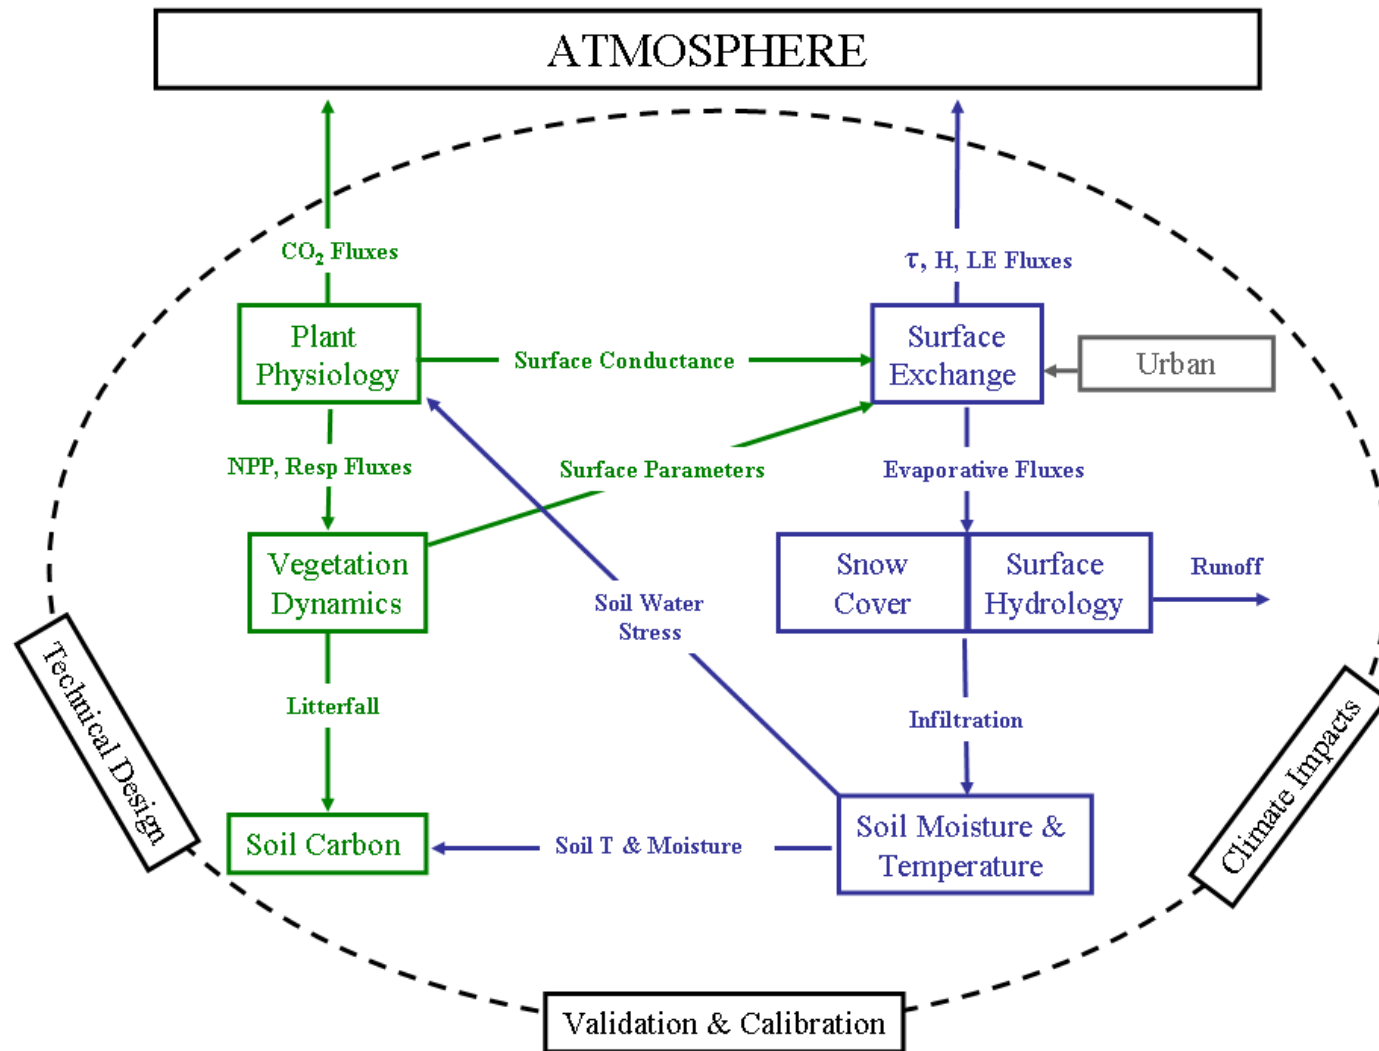 ATMOSPHERE
CO₂ Fluxes
τ, H, LE Fluxes
Plant
Physiology
Surface Conductance
Surface
Exchange
Urban
NPP, Resp Fluxes
Surface Parameters
Evaporative Fluxes
Vegetation
Dynamics
Soil Water
Stress
Snow
Cover
Surface
Hydrology
Runoff
Litterfall
Infiltration
Technical Design
Climate Impacts
Soil Carbon
Soil T & Moisture
Soil Moisture &
Temperature
Validation & Calibration